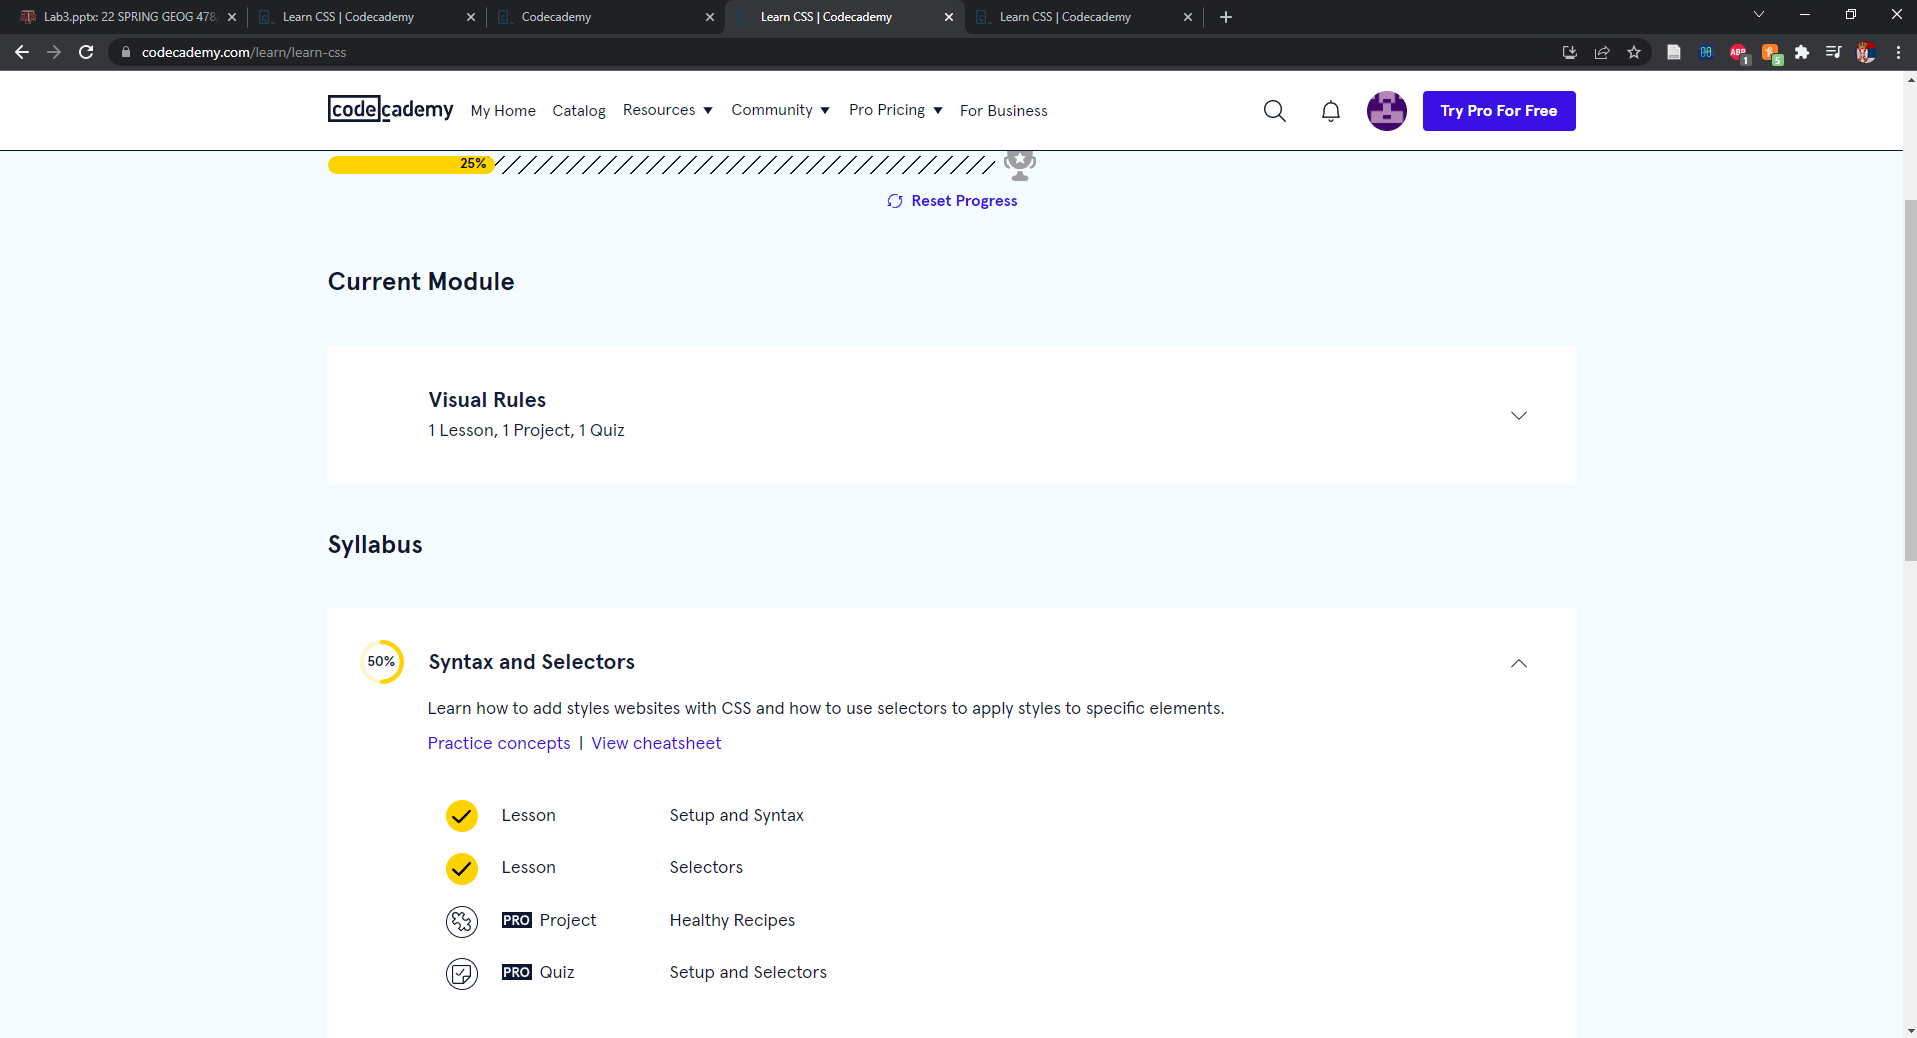 Lab3.pptx: 22 SPRING GEOG 478
Learn CSS | Codecademy
Codecademy
Learn CSS | Codecademy
Learn CSS | Codecademy
codecademy.com/learn/learn-css
ABP
1
5
codecademy
My Home
Catalog
Resources
Community
Pro Pricing
For Business
Try Pro For Free
25%
Reset Progress
Current Module
Visual Rules
1 Lesson, 1 Project, 1 Quiz
Syllabus
50%
Syntax and Selectors
Learn how to add styles websites with CSS and how to use selectors to apply styles to specific elements.
Practice concepts | View cheatsheet
Lesson Setup and Syntax
Lesson Selectors
PRO Project Healthy Recipes
PRO Quiz Setup and Selectors